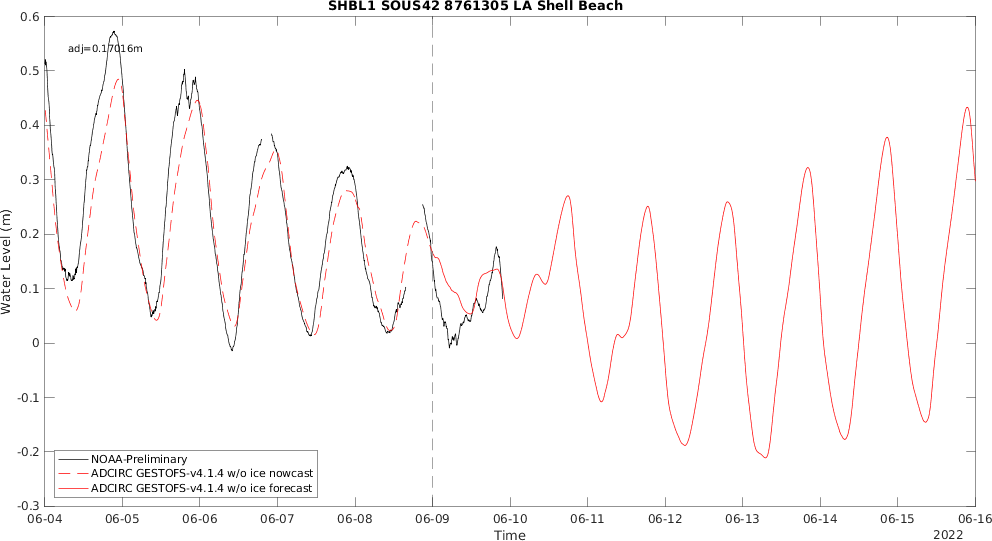 SHBL1 SOUS42 8761305 LA Shell Beach
adj=0.17016m
0.6
0.5
0.4
0.3
0.2
0.1
0
-0.1
-0.2
-0.3
Water Level (m)
NOAA-Preliminary
ADCIRC GESTOFS-v4.1.4 w/o ice nowcast
ADCIRC GESTOFS-v4.1.4 w/o ice forecast
06-04 06-05 06-06 06-07 06-08 06-09 06-10 06-11 06-12 06-13 06-14 06-15 06-16
Time
2022